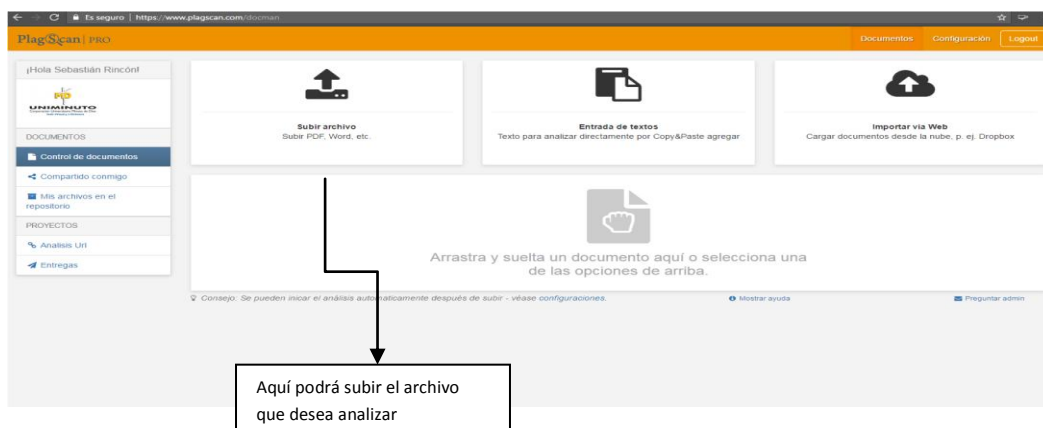 Es seguro | https://www.plagscan.com/docman
PlagScan | PRO
Documentos Configuración Logout
¡Hola Sebastián Rincón!
UNIMINUTO
DOCUMENTOS
Control de documentos
Compartido conmigo
Mis archivos en el
repositorio
PROYECTOS
Analisis Url
Entregas
Subir archivo
Subir PDF, Word, etc.
Entrada de textos
Texto para analizar directamente por Copy&Paste agregar
Importar via Web
Cargar documentos desde la nube, p. ej. Dropbox
Arrastra y suelta un documento aquí o selecciona una
de las opciones de arriba.
Consejo: Se pueden inicar el análisis automaticamente después de subir - véase configuraciones.
Mostrar ayuda
Preguntar admin
Aquí podrá subir el archivo
que desea analizar